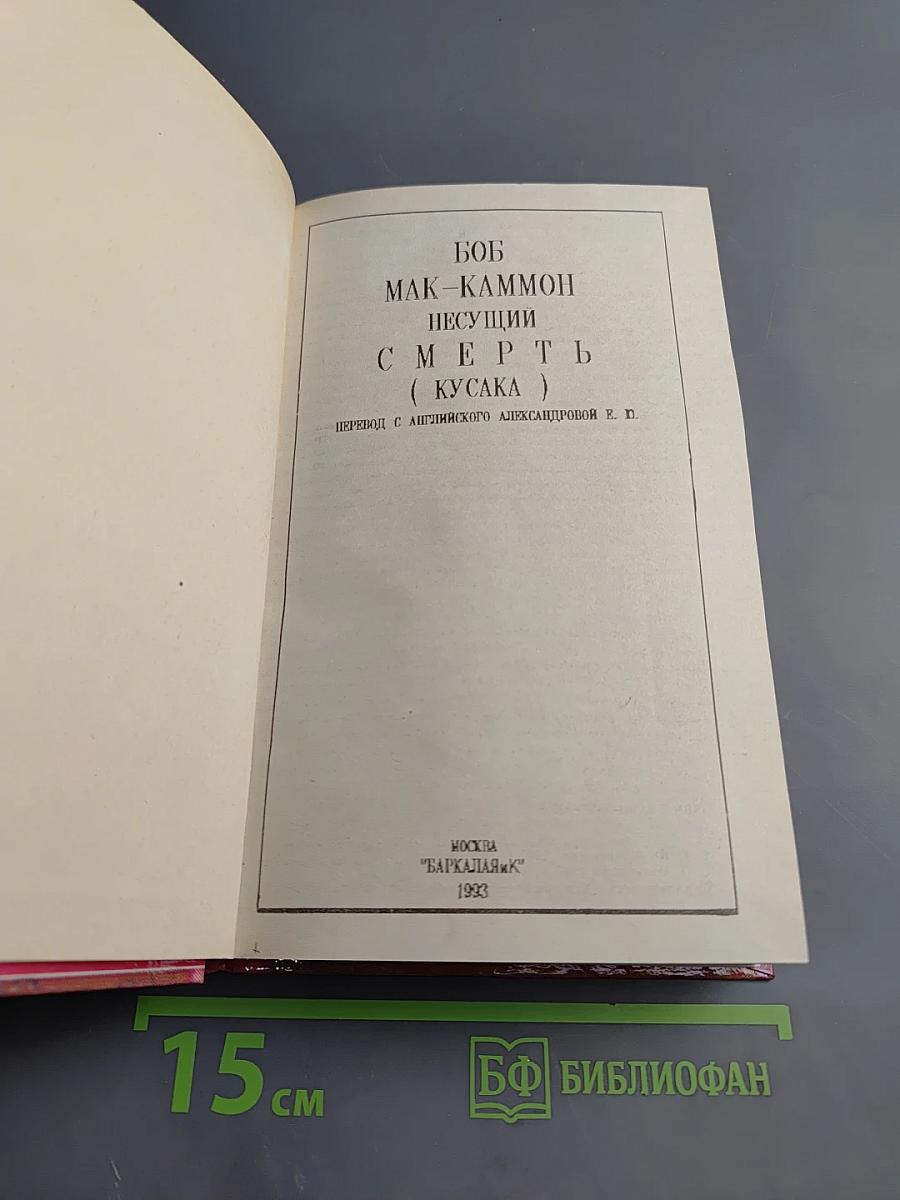 БОБ
МАК-КАММОН
НЕСУЩИЙ
СМЕРТЬ
( КУСАКА )
ПЕРЕВОД С АНГЛИЙСКОГО АЛЕКСАНДРОВОЙ Е. Ю.
МОСКВА
"БАРКАЛАЯиК"
1993
15 см
БФ БИБЛИОФАН